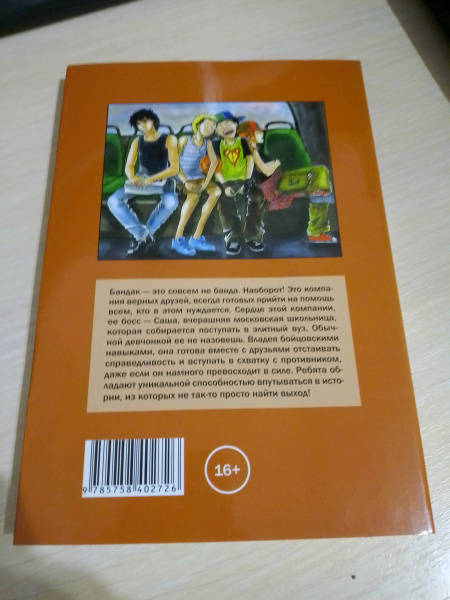 Бандак — это совсем не банда. Наоборот! Это компа-
ния верных друзей, всегда готовых прийти на помощь
всем, кто в этом нуждается. Сердце этой компании,
ее босс — Саша, вчерашняя московская школьница,
которая собирается поступать в элитный вуз. Обыч-
ной девчонкой ее не назовешь. Владея бойцовскими
навыками, она готова вместе с друзьями отстаивать
справедливость и вступать в схватку с противником,
даже если он намного превосходит в силе. Ребята об-
ладают уникальной способностью впутываться в исто-
рии, из которых не так-то просто найти выход!
16+
9 785758 402726